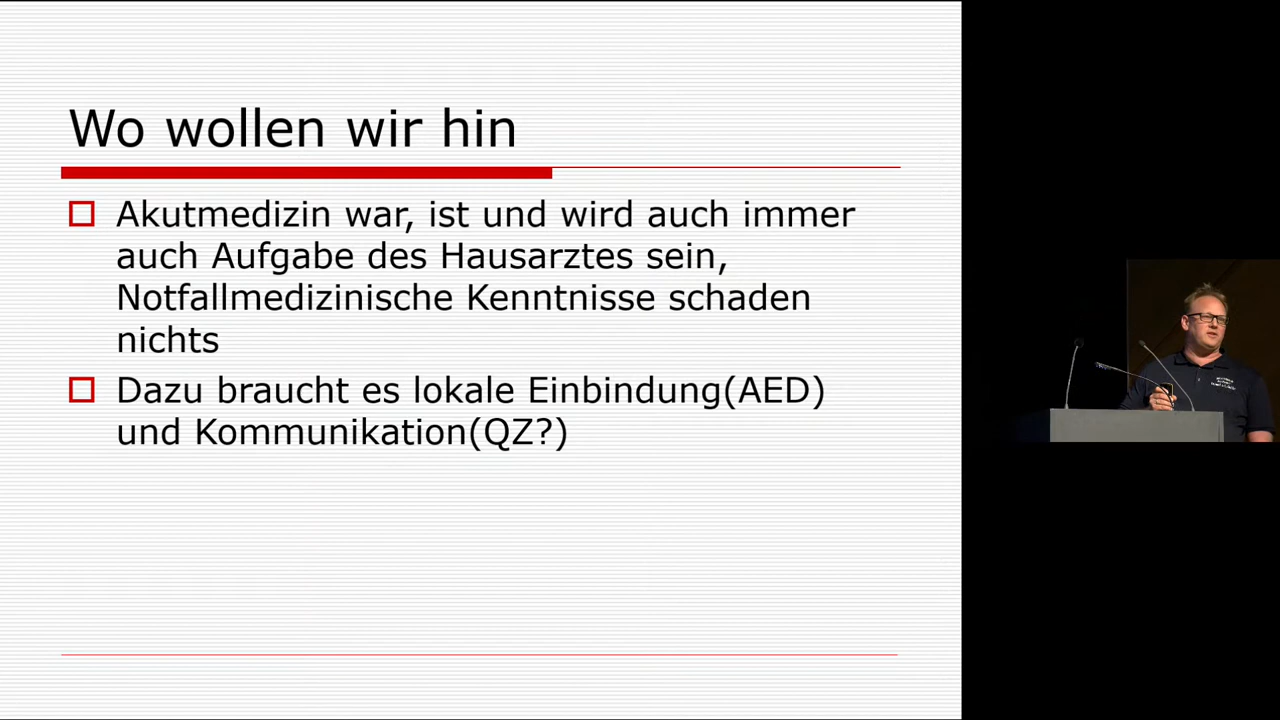 Wo wollen wir hin
Akutmedizin war, ist und wird auch immer
auch Aufgabe des Hausarztes sein,
Notfallmedizinische Kenntnisse schaden
nichts
Dazu braucht es lokale Einbindung(AED)
und Kommunikation(QZ?)